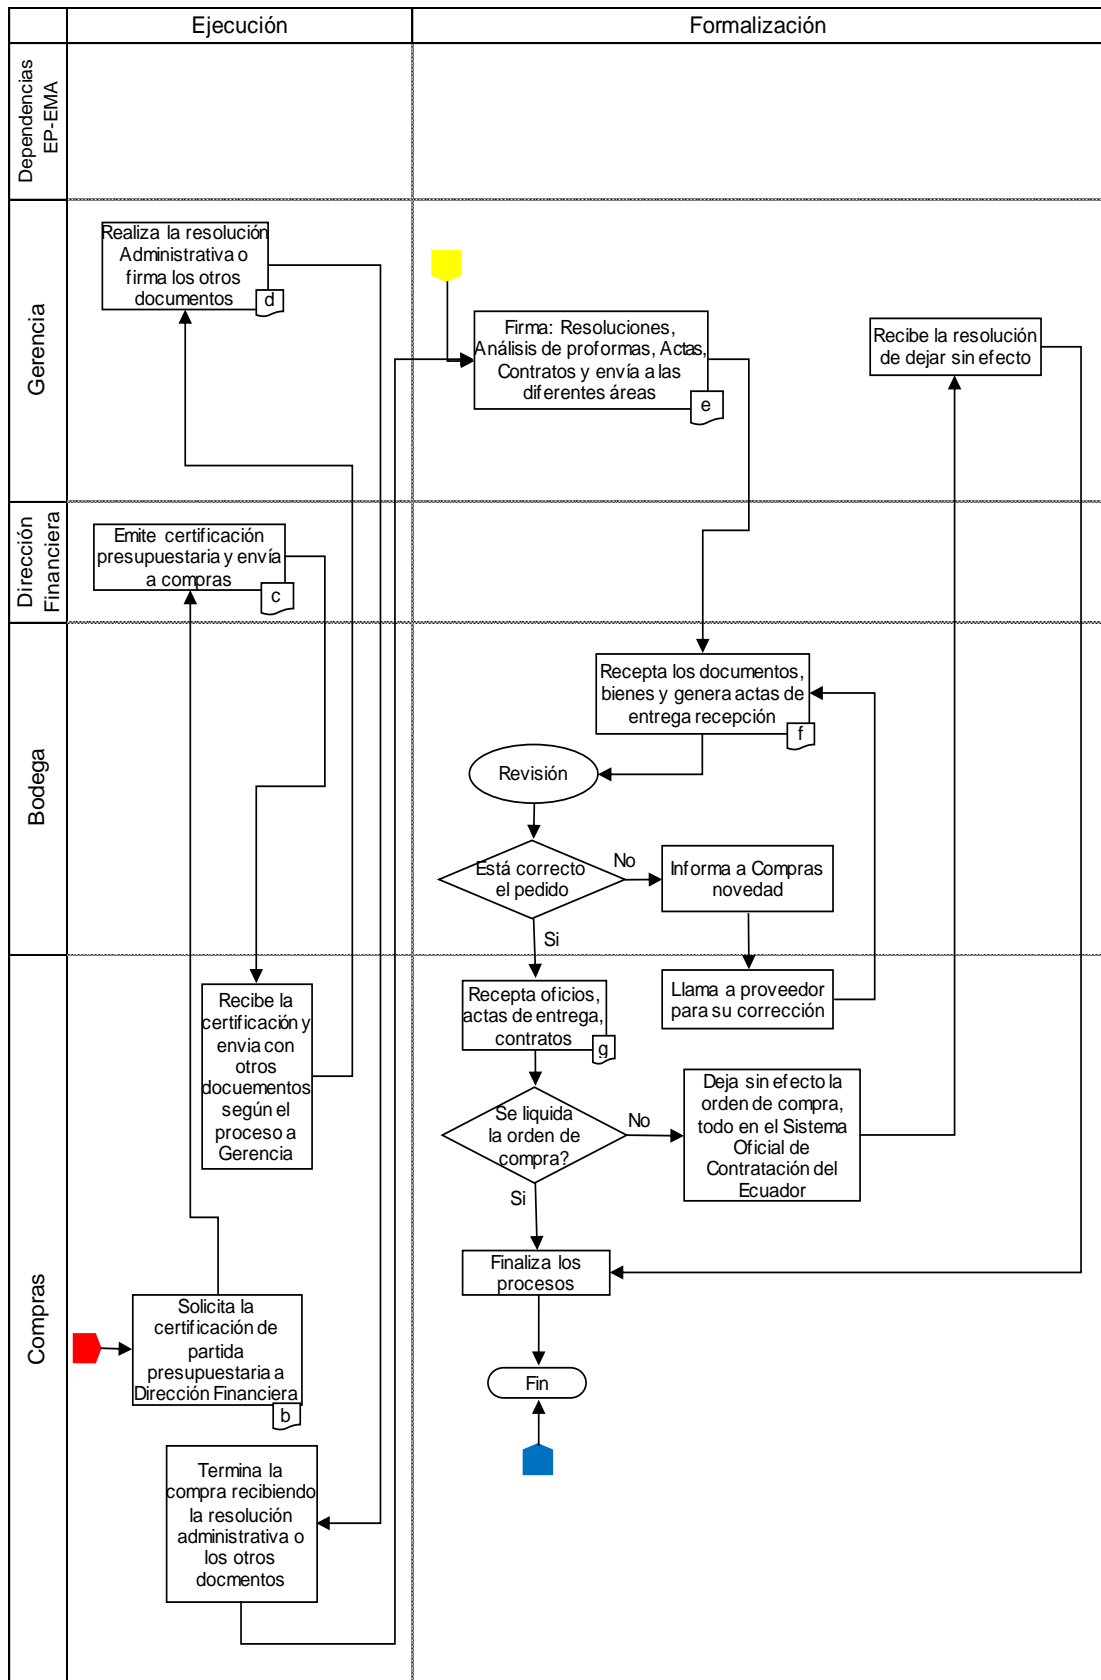 Ejecución
Formalización
Dependencias
EP-EMA
Gerencia
Realiza la resolución
Administrativa o
firma los otros
documentos
d
Firma: Resoluciones,
Análisis de proformas, Actas,
Contratos y envía a las
diferentes áreas
e
Recibe la resolución
de dejar sin efecto
Dirección
Financiera
Emite certificación
presupuestaria y envía
a compras
c
Bodega
Recepta los documentos,
bienes y genera actas de
entrega recepción
f
Revisión
Está correcto
el pedido
No
Informa a Compras
novedad
Si
Compras
Recibe la
certificación y
envia con
otros
docuementos
según el
proceso a
Gerencia
Recepta oficios,
actas de entrega,
contratos
g
Llama a proveedor
para su corrección
Se liquida
la orden de
compra?
No
Deja sin efecto la
orden de compra,
todo en el Sistema
Oficial de
Contratación del
Ecuador
Si
Finaliza los
procesos
Solicita la
certificación de
partida
presupuestaria a
Dirección Financiera
b
Fin
Termina la
compra recibiendo
la resolución
administrativa o
los otros
docmentos